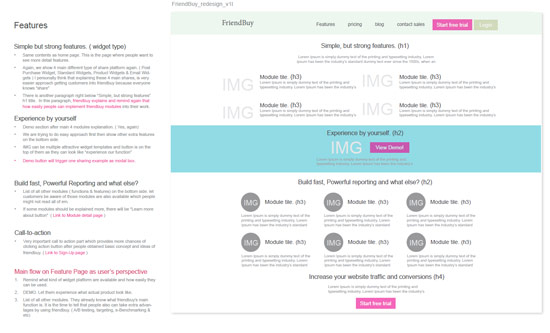 FriendBuy_redesign_v1l
Features
Simple but strong features. ( widget type)
Same contents as home page. This is the page where people want to
see more detail features.
Again, we show 4 main different type of share platform again. ( Post
Purchase Widget, Standard Widgets, Product Widgets & Email Wid-
gets ) I personally think that explaining these 4 main shares, is very
easier approach getting customers into friendbuy because everyone
knows "share"
There is another paragraph right below "Simple, but strong features"
h1 title. In this paragraph, friendbuy explains and remind again that
how easily people can implement friendbuy modules into their work.
Experience by yourself
Demo section after main 4 modules explanation. ( Yes, again)
We are trying to do easy approach first then show other extra features
on the bottom side.
IMG can be multiple attractive widget templates and button is on the
top of them as they can look like "experience our function"
Demo button will trigger one sharing example as modal box.
Build fast, Powerful Reporting and what else?
List of all other modules ( functions & features) on the bottom side. let
customers be aware of those modules are also available which people
might not read all of em.
If some modules should be explained more, there will be "Learn more
about button" ( Link to Module detail page )
Call-to-action
Very important call to action part which provides more chances of
clicking action button after people obtained basic concept and ideas of
friendbuy. ( Link to Sign up page )
Main flow on Feature Page as user's perspective
1. Remind what kind of widget platform are available and how easily they
can be used.
2. DEMO: Let them experience what actual product look like.
3. List of all other modules: They already know what friendbuy's main
function is. It is the time to tell that people also can take extra advan-
tages by using friendbuy. ( A/B testing, targeting, e-Benchmarking &
etc)
FriendBuy
Features pricing blog contact sales Start free trial Login
Simple, but strong features. (h1)
Lorem Ipsum is simply dummy text of the printing and typesetting industry. Lorem Ipsum
has been the industry's standard dummy text ever since the 1500s, when an
IMG Module title. (h3)
Lorem Ipsum is simply dummy text of the
printing and typesetting industry. Lorem
Ipsum has been the industry's standard
IMG Module title. (h3)
Lorem Ipsum is simply dummy text of the
printing and typesetting industry. Lorem
Ipsum has been the industry's standard
IMG Module title. (h3)
Lorem Ipsum is simply dummy text of the
printing and typesetting industry. Lorem
Ipsum has been the industry's standard
IMG Module title. (h3)
Lorem Ipsum is simply dummy text of the
printing and typesetting industry. Lorem
Ipsum has been the industry's standard
Experience by yourself. (h2)
IMG View Demo!
Lorem Ipsum is simply dummy text of the printing and
typesetting industry. Lorem Ipsum has been the
Build fast, Powerful reporting and what else? (h2)
IMG Module title. (h3)
Lorem Ipsum is simply dummy text of the
printing and typesetting industry. Lorem
Ipsum has been the industry's standard
IMG Module title. (h3)
Lorem Ipsum is simply dummy text of the
printing and typesetting industry. Lorem
Ipsum has been the industry's standard
IMG Module title. (h3)
Lorem Ipsum is simply dummy text of the
printing and typesetting industry. Lorem
Ipsum has been the industry's standard
IMG Module title. (h3)
Lorem Ipsum is simply dummy text of the
printing and typesetting industry. Lorem
Ipsum has been the industry's standard
IMG Module title. (h3)
Lorem Ipsum is simply dummy text of the
printing and typesetting industry. Lorem
Ipsum has been the industry's standard
IMG Module title. (h3)
Lorem Ipsum is simply dummy text of the
printing and typesetting industry. Lorem
Ipsum has been the industry's standard
Increase your website traffic and conversions (h4)
Lorem Ipsum is simply dummy text of the printing and
typesetting industry. Lorem Ipsum has been the
Start free trial